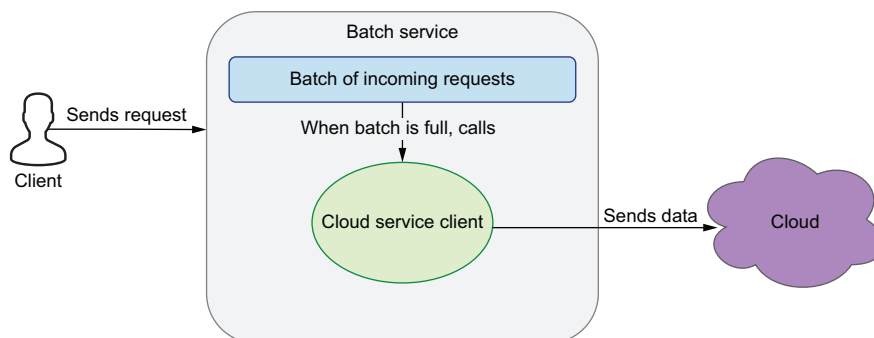 Batch service
Batch of incoming requests
Sends request
When batch is full, calls
Client
Cloud service client
Sends data
Cloud